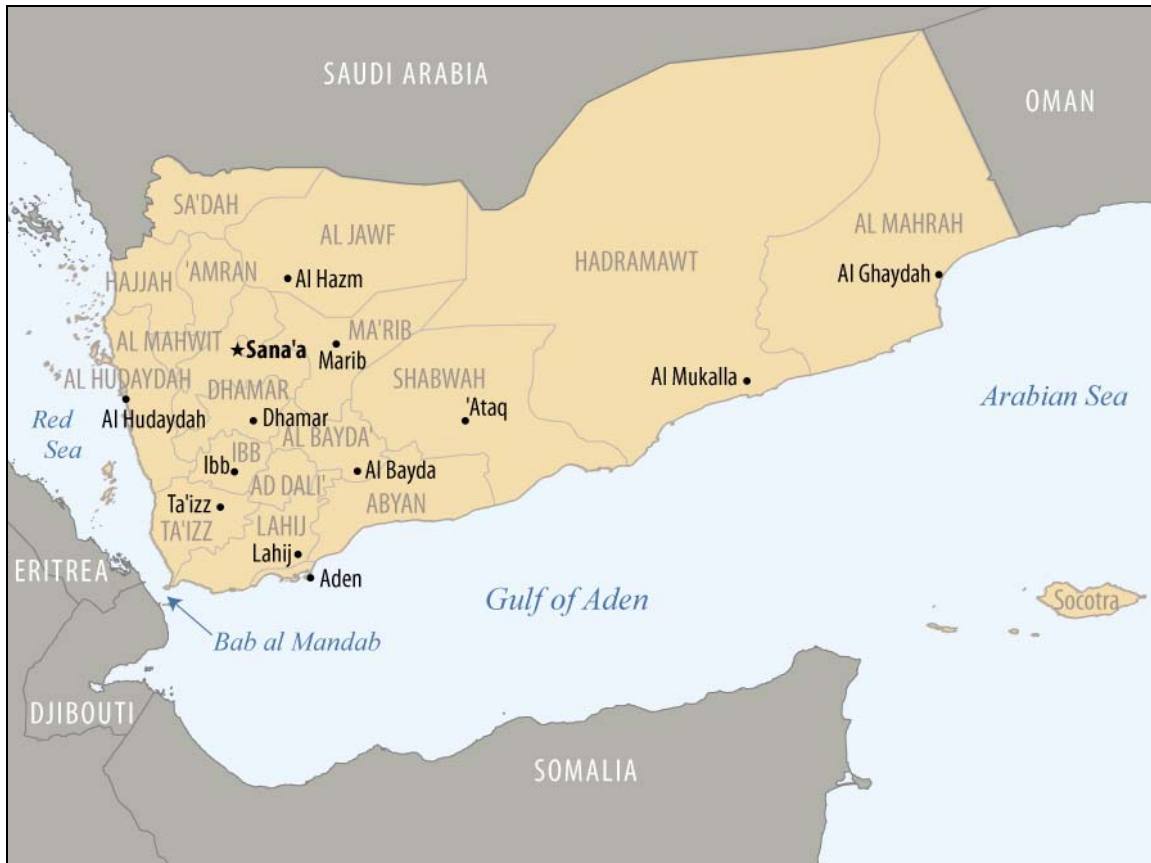 SAUDI ARABIA
OMAN
SA'DAH
AL JAWF
AL MAHRAH
HADRAMAWT
'AMRAN
HAJJAH
Al Hazm
Al Ghaydah
MA'RIB
AL MAHWIT
Sana'a
Marib
AL HUDAYDAH
DHAMAR
SHABWAH
Al Mukalla
Arabian Sea
'Ataq
Red
Sea
Al Hudaydah
Dhamar
AL BAYDA'
IBB
Ibb
Al Bayda
AD DALI'
ABYAN
Ta'izz
TA'IZZ
LAHIJ
Lahij
Aden
ERITREA
Gulf of Aden
Socotra
Bab al Mandab
DJIBOUTI
SOMALIA